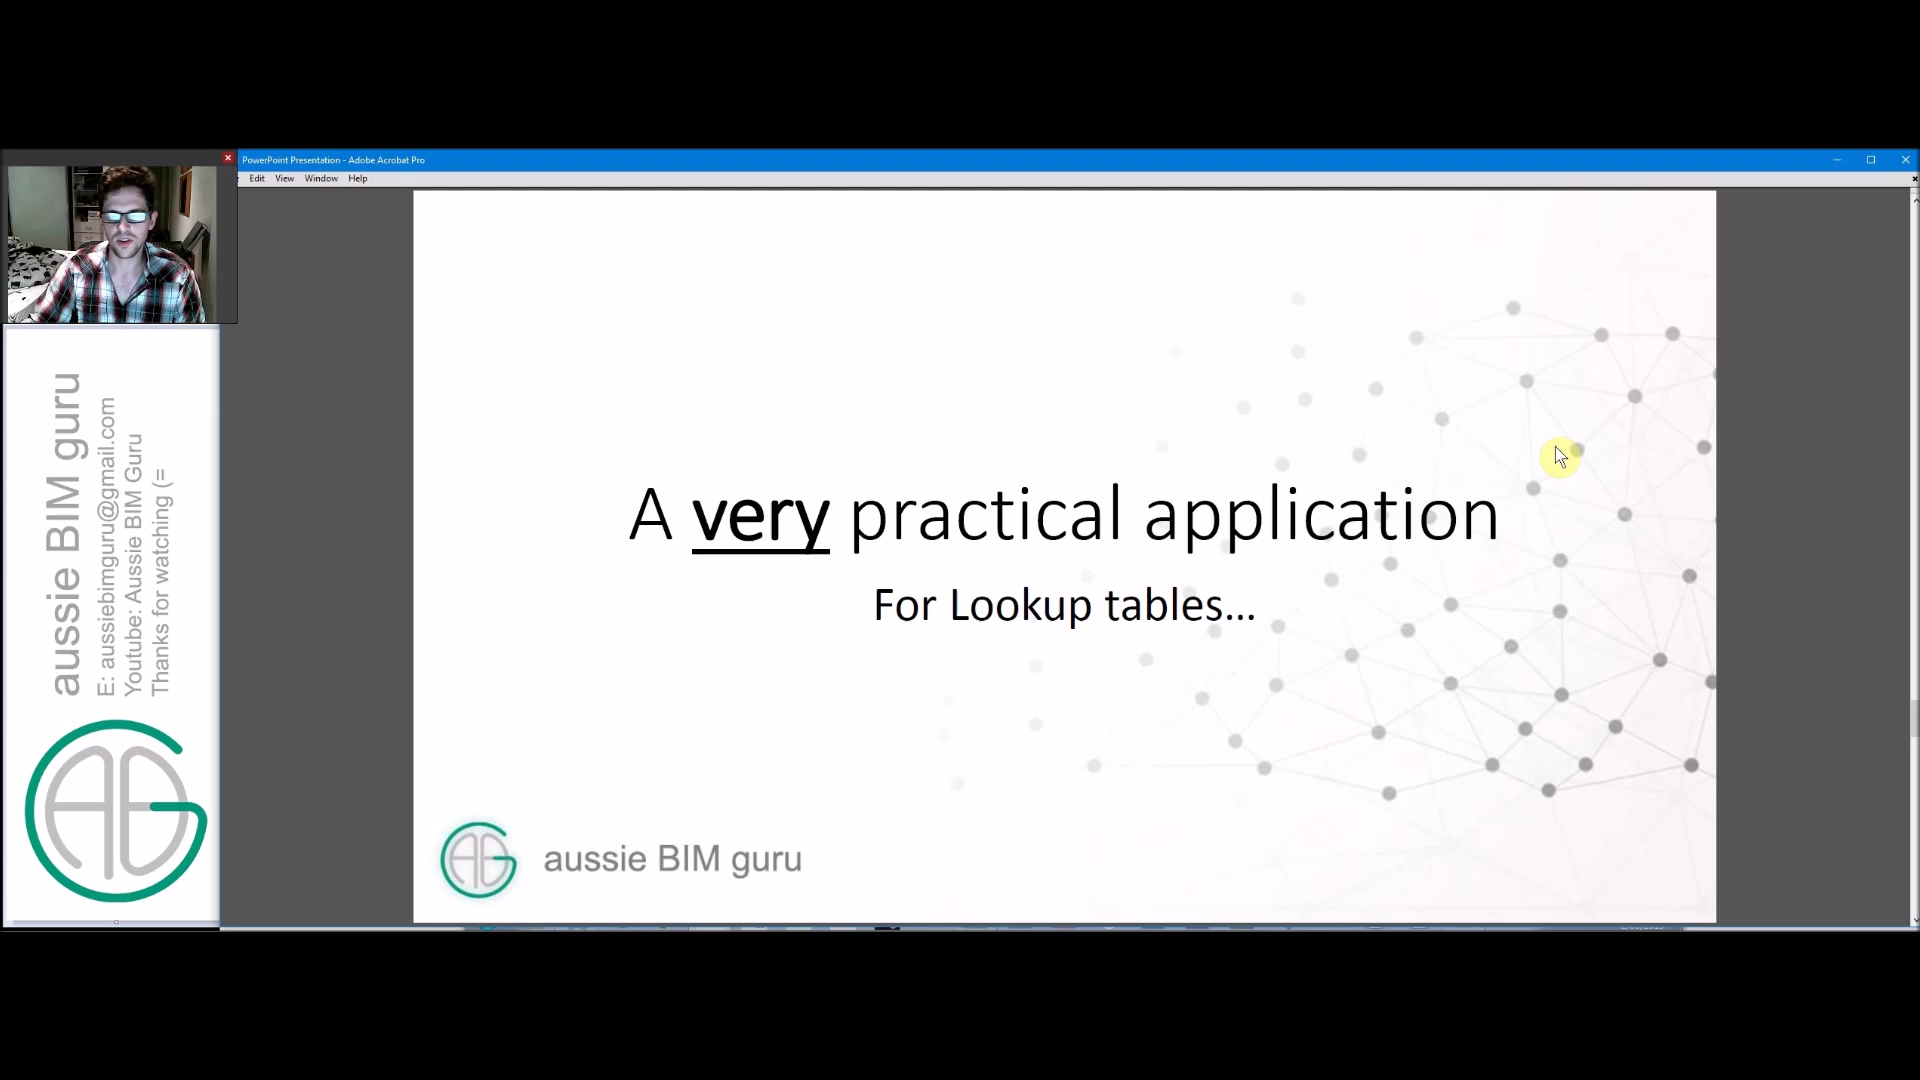 PowerPoint Presentation - Adobe Acrobat Pro
Edit View Window Help
A very practical application
For Lookup tables...
aussie BIM guru
aussie BIM guru
E: aussiebimguru@gmail.com
Youtube: Aussie BIM Guru
Thanks for watching (=